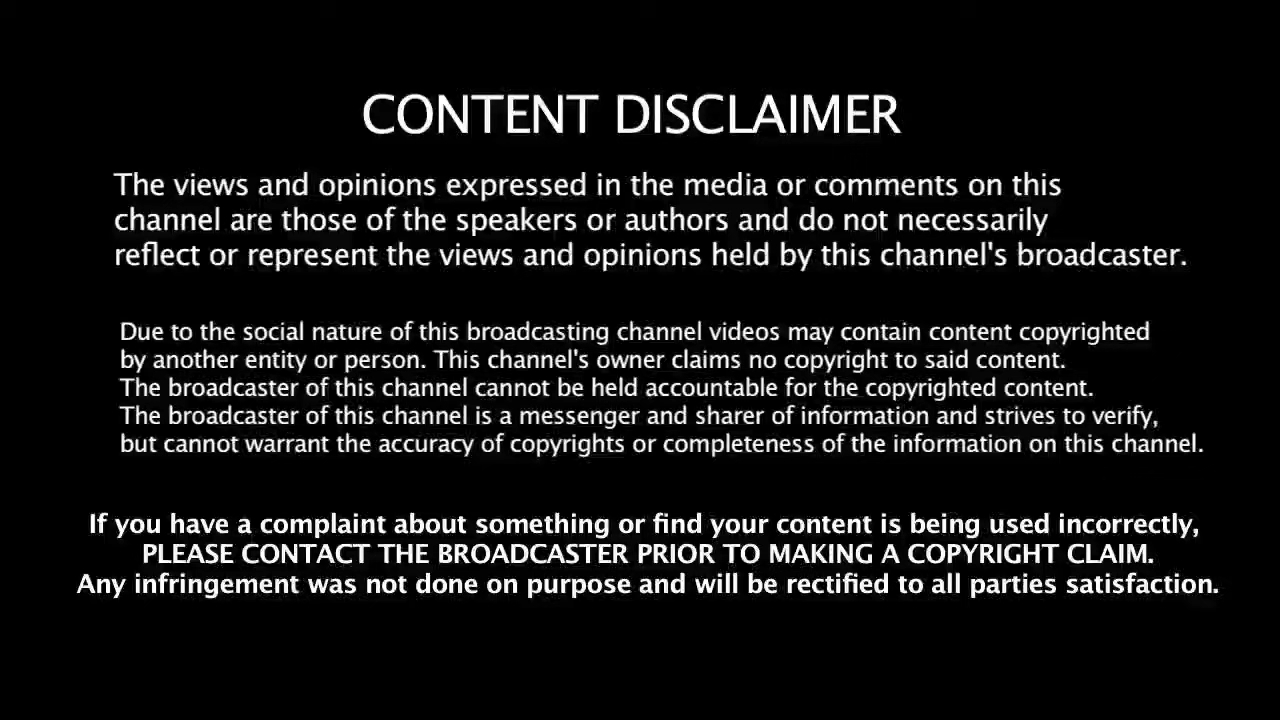 CONTENT DISCLAIMER
The views and opinions expressed in the media or comments on this
channel are those of the speakers or authors and do not necessarily
reflect or represent the views and opinions held by this channel's broadcaster.
Due to the social nature of this broadcasting channel videos may contain content copyrighted
by another entity or person. This channel's owner claims no copyright to said content.
The broadcaster of this channel cannot be held accountable for the copyrighted content.
The broadcaster of this channel is a messenger and sharer of information and strives to verify,
but cannot warrant the accuracy of copyrights or completeness of the information on this channel.
If you have a complaint about something or find your content is being used incorrectly,
PLEASE CONTACT THE BROADCASTER PRIOR TO MAKING A COPYRIGHT CLAIM.
Any infringement was not done on purpose and will be rectified to all parties satisfaction.